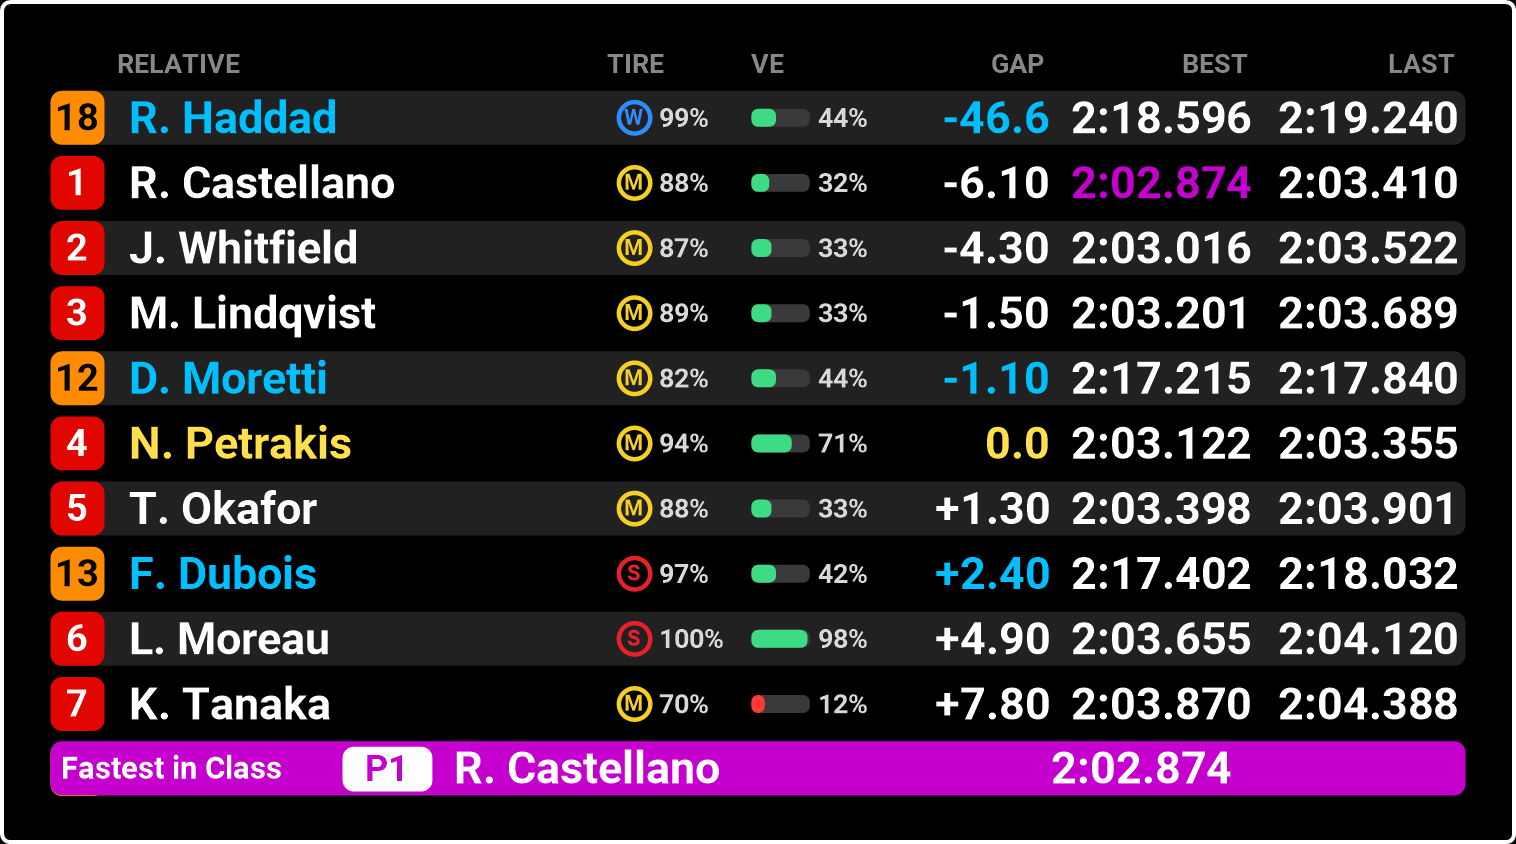 RELATIVE TIRE VE GAP BEST LAST
18 R. Haddad W 99% 44% -46.6 2:18.596 2:19.240
1 R. Castellano M 88% 32% -6.10 2:02.874 2:03.410
2 J. Whitfield M 87% 33% -4.30 2:03.016 2:03.522
3 M. Lindqvist M 89% 33% -1.50 2:03.201 2:03.689
12 D. Moretti M 82% 44% -1.10 2:17.215 2:17.840
4 N. Petrakis M 94% 71% 0.0 2:03.122 2:03.355
5 T. Okafor M 88% 33% +1.30 2:03.398 2:03.901
13 F. Dubois S 97% 42% +2.40 2:17.402 2:18.032
6 L. Moreau S 100% 98% +4.90 2:03.655 2:04.120
7 K. Tanaka M 70% 12% +7.80 2:03.870 2:04.388
Fastest in Class P1 R. Castellano 2:02.874